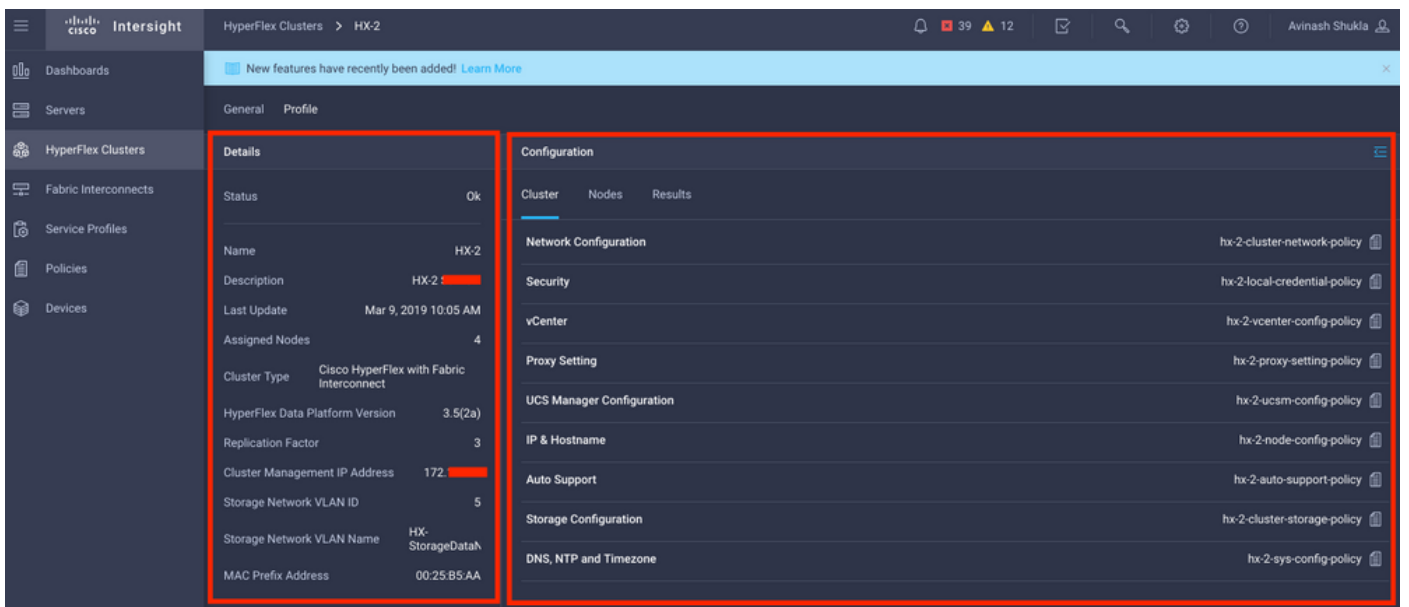 cisco Intersight
HyperFlex Clusters > HX-2
39 12
Avinash Shukla
Dashboards
Servers
HyperFlex Clusters
Fabric Interconnects
Service Profiles
Policies
Devices
New features have recently been added! Learn More
General Profile
Details
Status Ok
Name HX-2
Description HX-2
Last Update Mar 9, 2019 10:05 AM
Assigned Nodes 4
Cluster Type Cisco HyperFlex with Fabric
Interconnect
HyperFlex Data Platform Version 3.5(2a)
Replication Factor 3
Cluster Management IP Address 172.
Storage Network VLAN ID 5
Storage Network VLAN Name HX-
StorageDataN
MAC Prefix Address 00:25:B5:AA
Configuration
Cluster Nodes Results
Network Configuration hx-2-cluster-network-policy
Security hx-2-local-credential-policy
vCenter hx-2-vcenter-config-policy
Proxy Setting hx-2-proxy-setting-policy
UCS Manager Configuration hx-2-ucsm-config-policy
IP & Hostname hx-2-node-config-policy
Auto Support hx-2-auto-support-policy
Storage Configuration hx-2-cluster-storage-policy
DNS, NTP and Timezone hx-2-sys-config-policy